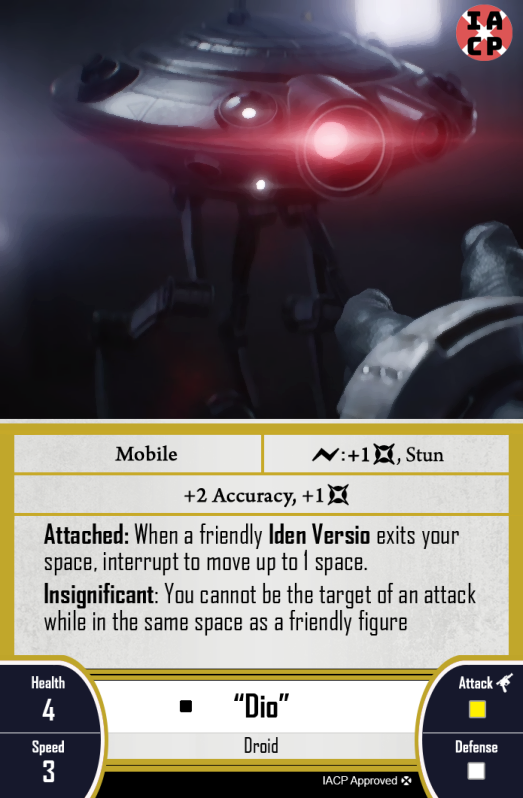 IA
CP
Mobile
:+1, Stun
+2 Accuracy, +1
Attached: When a friendly Iden Versio exits your
space, interrupt to move up to 1 space.
Insignificant: You cannot be the target of an attack
while in the same space as a friendly figure
Health
4
Speed
3
“Dio”
Droid
Attack
Defense
IACP Approved